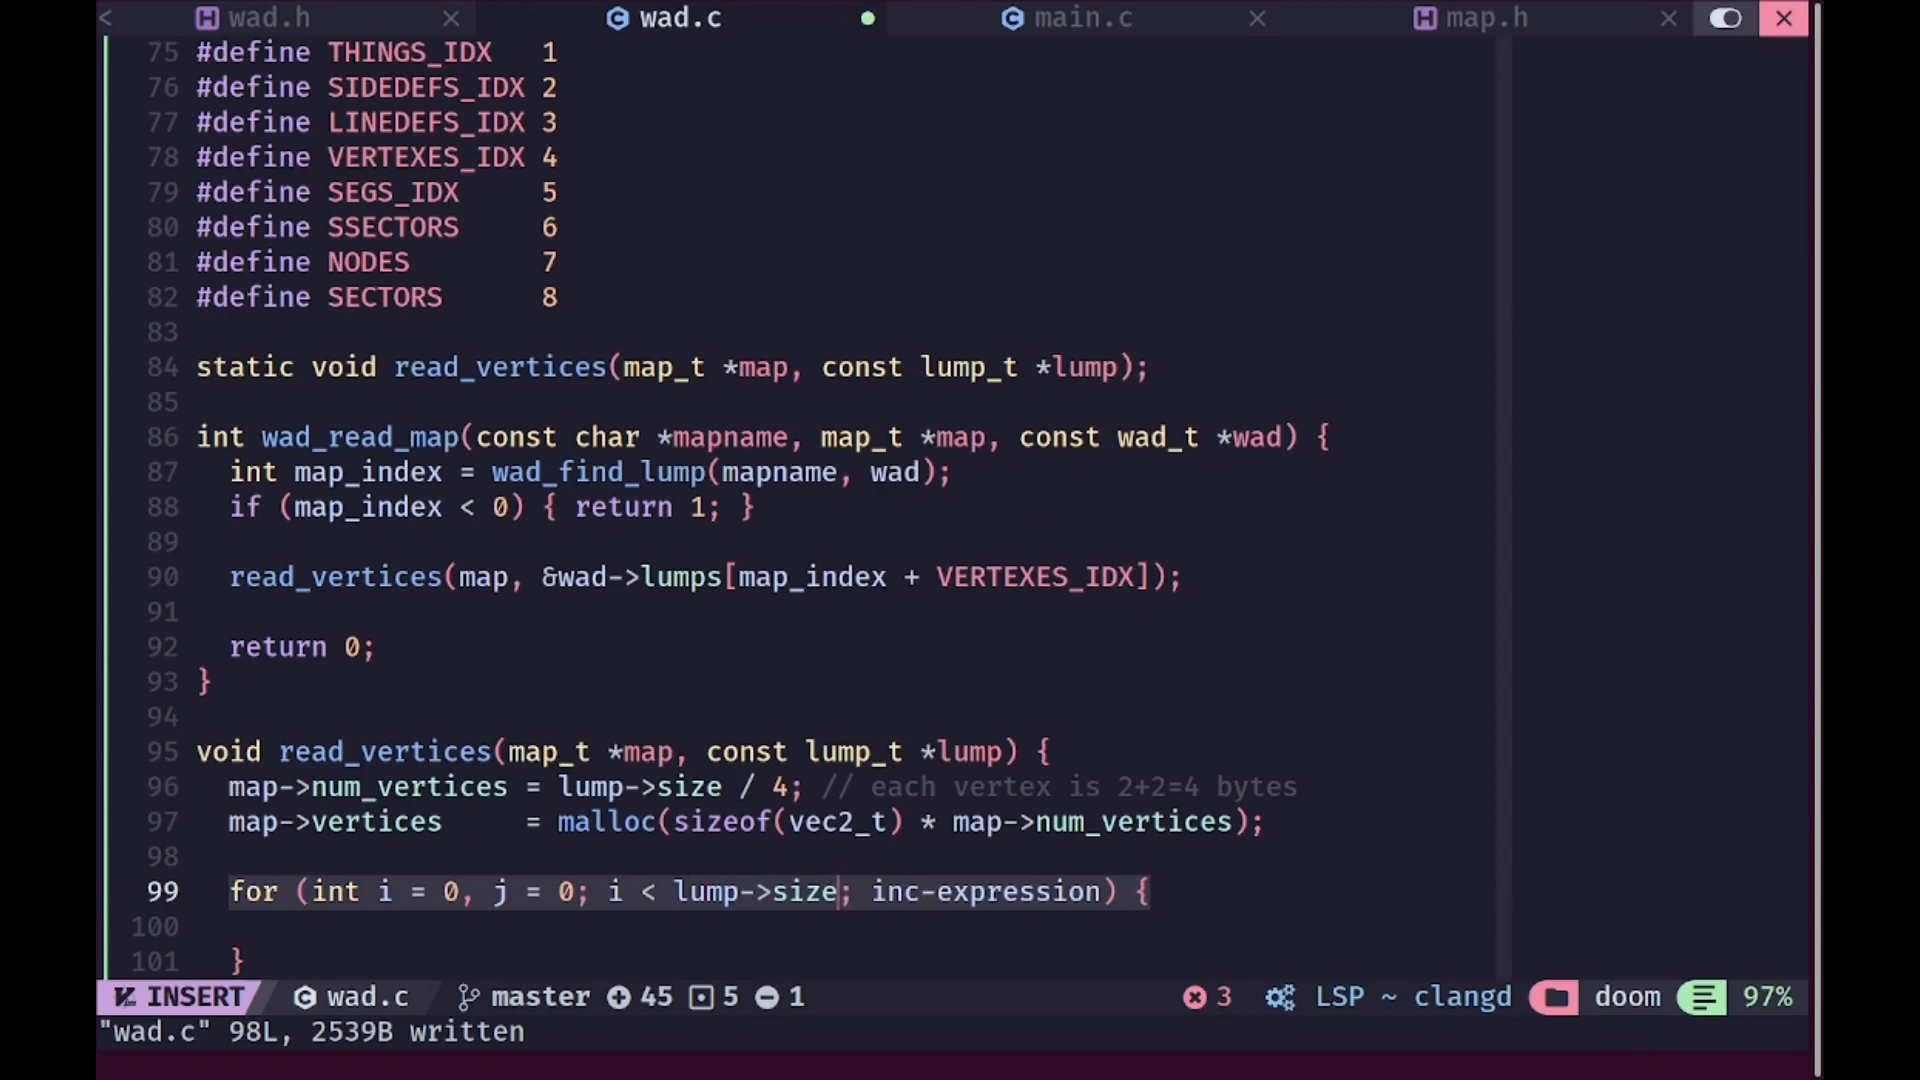 < wad.h wad.c main.c map.h
75 #define THINGS_IDX 1
76 #define SIDEDEFS_IDX 2
77 #define LINEDEFS_IDX 3
78 #define VERTEXES_IDX 4
79 #define SEGS_IDX 5
80 #define SSECTORS 6
81 #define NODES 7
82 #define SECTORS 8
83
84 static void read_vertices(map_t *map, const lump_t *lump);
85
86 int wad_read_map(const char *mapname, map_t *map, const wad_t *wad) {
87 int map_index = wad_find_lump(mapname, wad);
88 if (map_index < 0) { return 1; }
89
90 read_vertices(map, &wad->lumps[map_index + VERTEXES_IDX]);
91
92 return 0;
93 }
94
95 void read_vertices(map_t *map, const lump_t *lump) {
96 map->num_vertices = lump->size / 4; // each vertex is 2+2=4 bytes
97 map->vertices = malloc(sizeof(vec2_t) * map->num_vertices);
98
99 for (int i = 0, j = 0; i < lump->size; inc-expression) {
100
101 }
INSERT wad.c master 45 5 1 3 LSP ~ clangd doom 97%
"wad.c" 98L, 2539B written